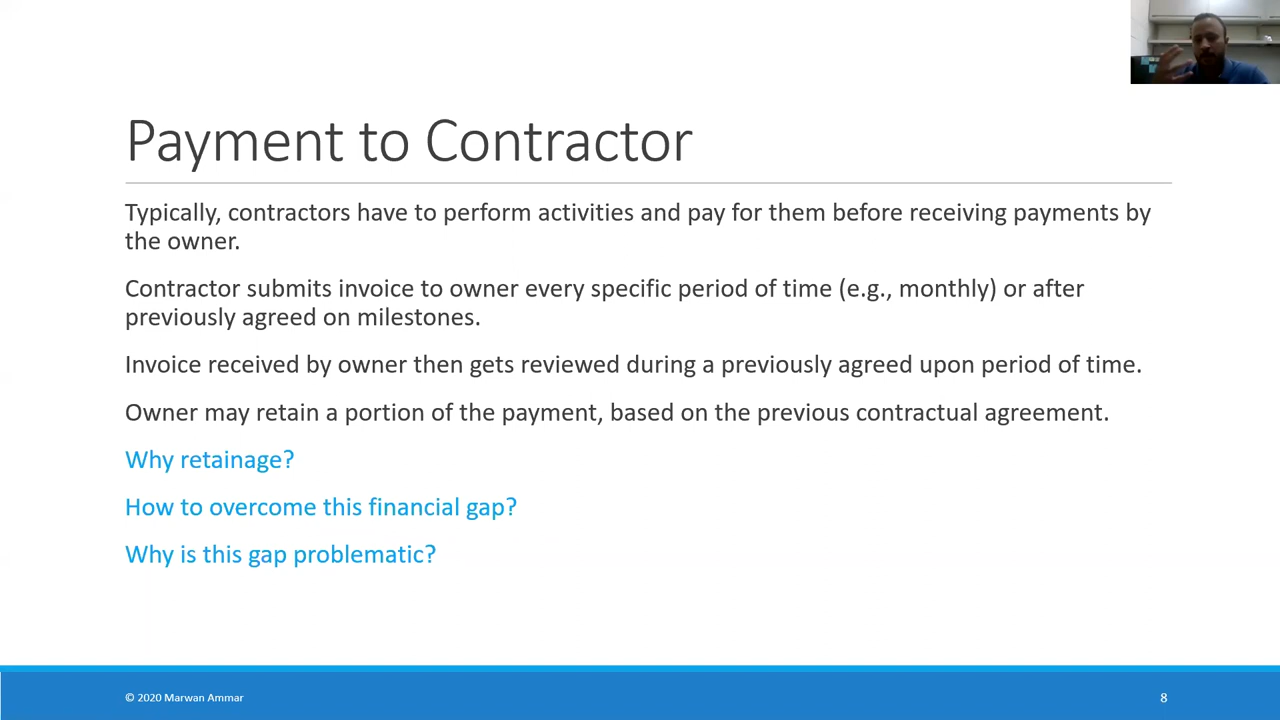 Payment to Contractor
Typically, contractors have to perform activities and pay for them before receiving payments by
the owner.
Contractor submits invoice to owner every specific period of time (e.g., monthly) or after
previously agreed on milestones.
Invoice received by owner then gets reviewed during a previously agreed upon period of time.
Owner may retain a portion of the payment, based on the previous contractual agreement.
Why retainage?
How to overcome this financial gap?
Why is this gap problematic?
© 2020 Marwan Ammar
8